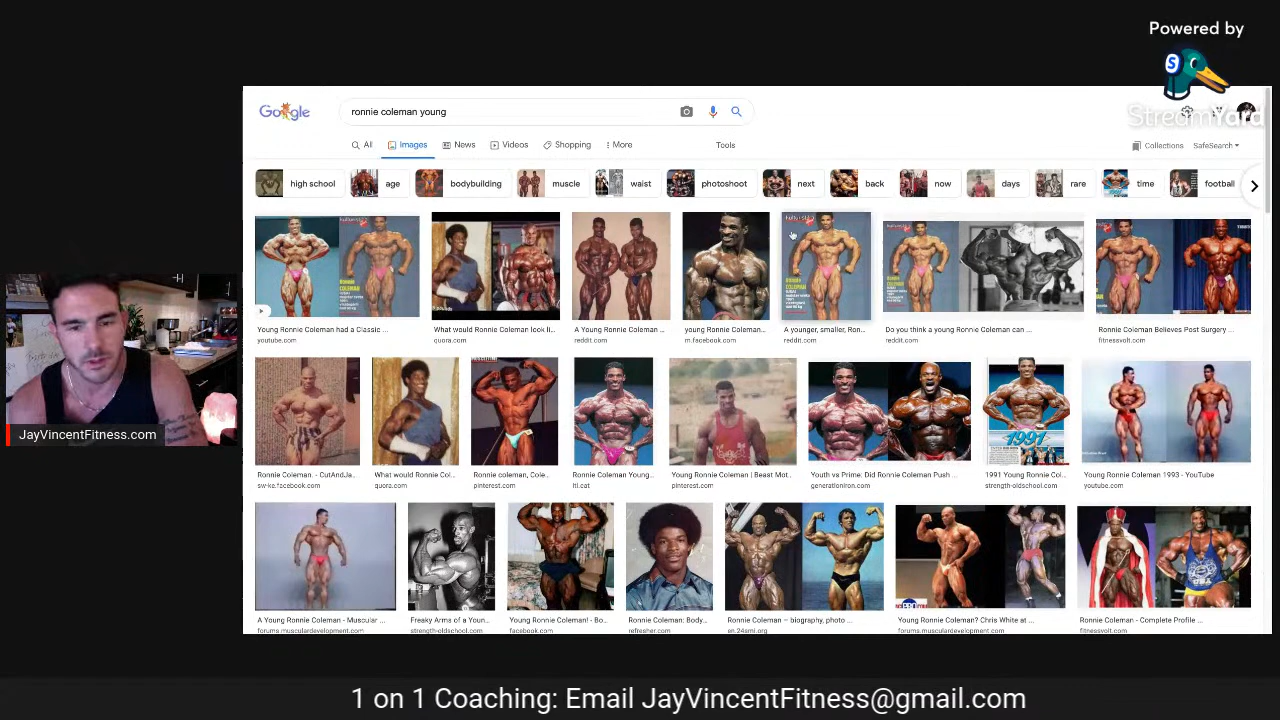 Powered by
S
StreamYard
Google
ronnie coleman young
All
Images
News
Videos
Shopping
More
Tools
Collections
SafeSearch
high school
age
bodybuilding
muscle
waist
photoshoot
next
back
now
days
rare
time
football
Young Ronnie Coleman had a Classic ...
youtube.com
What would Ronnie Coleman look li...
quora.com
A Young Ronnie Coleman ...
reddit.com
young Ronnie Coleman...
m.facebook.com
A younger, smaller, Ron...
reddit.com
Do you think a young Ronnie Coleman can ...
reddit.com
Ronnie Coleman Believes Post Surgery ...
fitnessvolt.com
1991
Ronnie Coleman. - CutAndJa...
sw-ke.facebook.com
What would Ronnie Col...
quora.com
Ronnie coleman, Cole...
pinterest.com
Ronnie Coleman Young...
iti.cat
Young Ronnie Coleman | Beast Mot...
pinterest.com
Youth vs Prime: Did Ronnie Coleman Push ...
generationiron.com
1991 Young Ronnie Col...
strength-oldschool.com
Young Ronnie Coleman 1993 - YouTube
youtube.com
JayVincentFitness.com
USA
A Young Ronnie Coleman - Muscular ...
forums.musculardevelopment.com
Freaky Arms of a Youn...
strength-oldschool.com
Young Ronnie Coleman! - Bo...
facebook.com
Ronnie Coleman: Body...
refresher.com
Ronnie Coleman – biography, photo ...
en.24smi.org
Young Ronnie Coleman? Chris White at ...
forums.musculardevelopment.com
Ronnie Coleman - Complete Profile ...
fitnessvolt.com
1 on 1 Coaching: Email JayVincentFitness@gmail.com